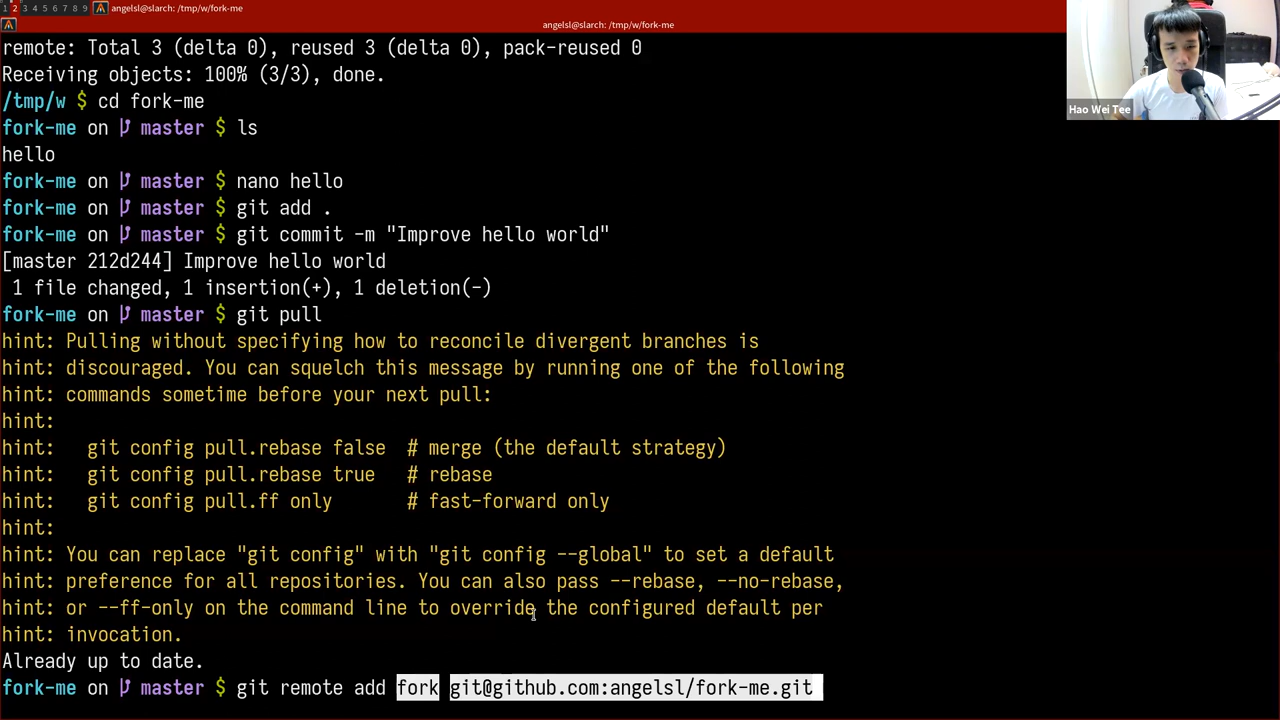 1 2 3 4 5 6 7 8 9 angelsl@slarch: /tmp/w/fork-me
angelsl@slarch: /tmp/w/fork-me
remote: Total 3 (delta 0), reused 3 (delta 0), pack-reused 0
Receiving objects: 100% (3/3), done.
/tmp/w $ cd fork-me
fork-me on master $ ls
hello
fork-me on master $ nano hello
fork-me on master $ git add .
fork-me on master $ git commit -m "Improve hello world"
[master 212d244] Improve hello world
1 file changed, 1 insertion(+), 1 deletion(-)
fork-me on master $ git pull
hint: Pulling without specifying how to reconcile divergent branches is
hint: discouraged. You can squelch this message by running one of the following
hint: commands sometime before your next pull:
hint:
hint:   git config pull.rebase false  # merge (the default strategy)
hint:   git config pull.rebase true   # rebase
hint:   git config pull.ff only       # fast-forward only
hint:
hint: You can replace "git config" with "git config --global" to set a default
hint: preference for all repositories. You can also pass --rebase, --no-rebase,
hint: or --ff-only on the command line to override the configured default per
hint: invocation.
Already up to date.
fork-me on master $ git remote add fork git@github.com:angelsl/fork-me.git
Hao Wei Tee